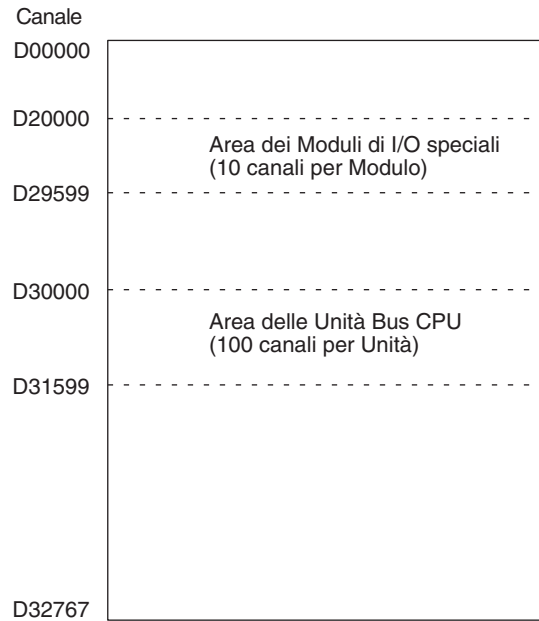 Canale
D00000
D20000
Area dei Moduli di I/O speciali
(10 canali per Modulo)
D29599
D30000
Area delle Unità Bus CPU
(100 canali per Unità)
D31599
D32767